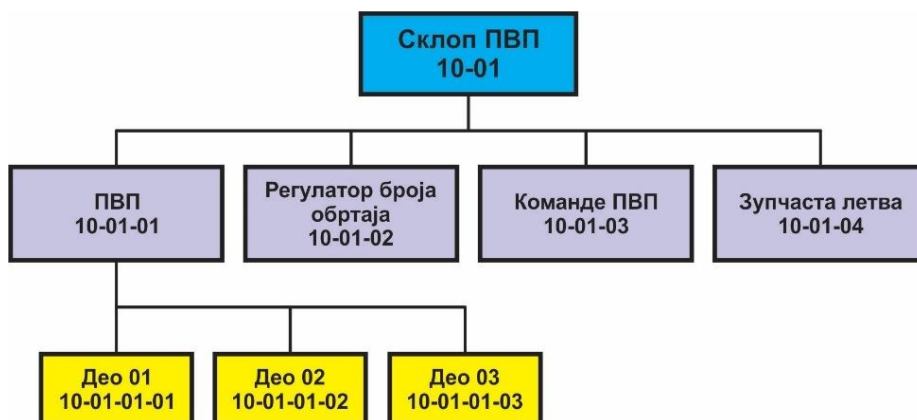 Склоп ПВП
10-01
ПВП
10-01-01
Регулатор броја
обртаја
10-01-02
Команде ПВП
10-01-03
Зупчаста летва
10-01-04
Део 01
10-01-01-01
Део 02
10-01-01-02
Део 03
10-01-01-03